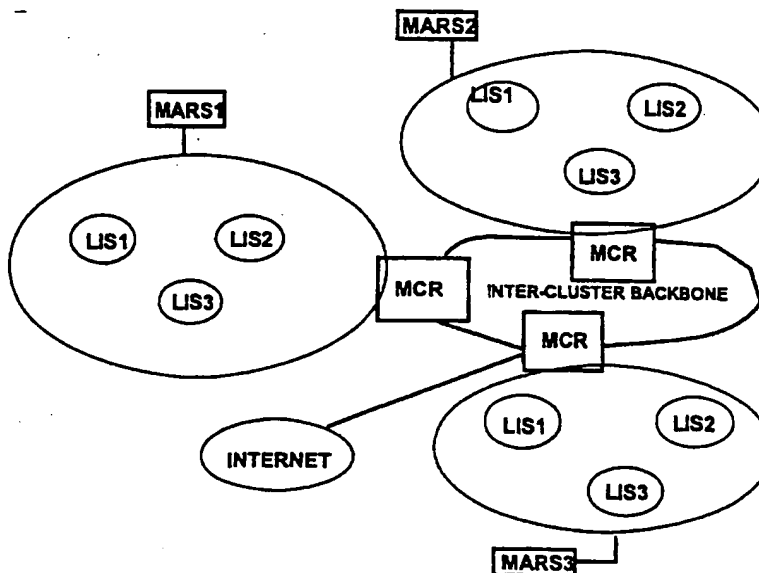 MARS2
MARS1
LIS1
LIS2
LIS3
LIS1
LIS2
LIS3
MCR
MCR
INTER-CLUSTER BACKBONE
MCR
INTERNET
LIS1
LIS2
LIS3
MARS3